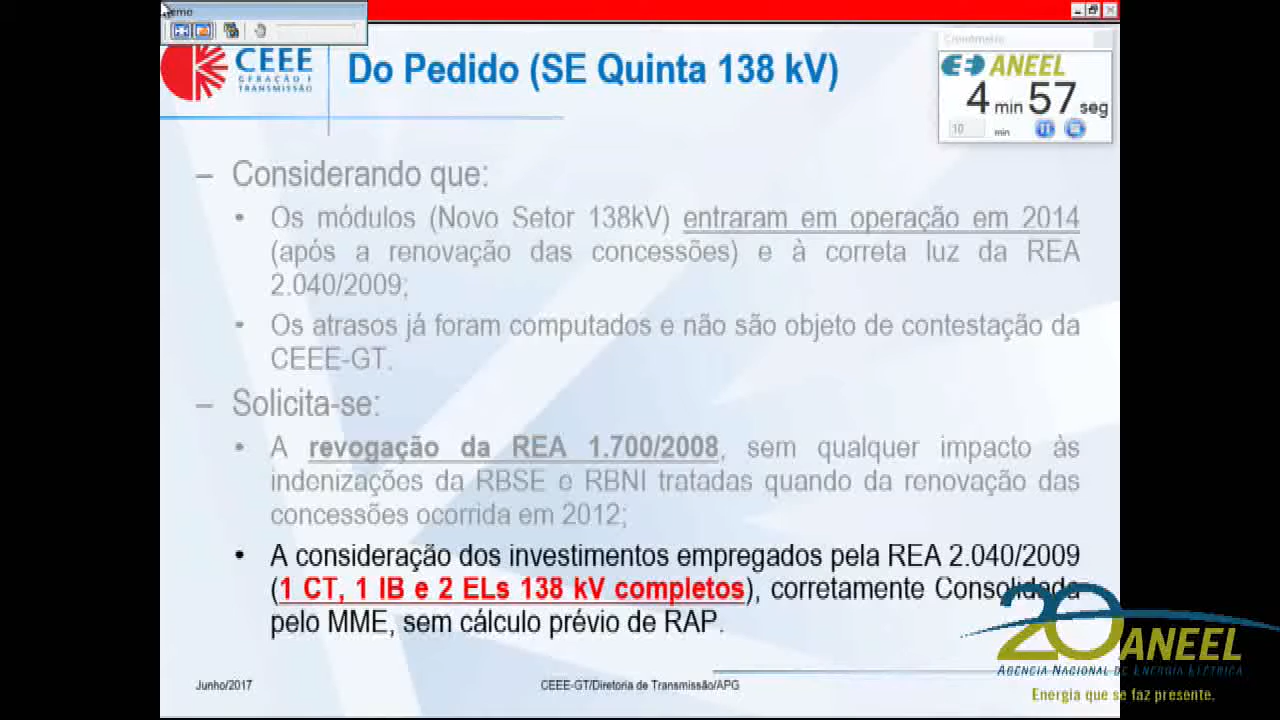 CEEE
GERAÇÃO E
TRANSMISSÃO
Do Pedido (SE Quinta 138 kV)
Cronômetro
ANEEL
4 min 57 seg
10 min
– Considerando que:
• Os módulos (Novo Setor 138kV) entraram em operação em 2014
(após a renovação das concessões) e à correta luz da REA
2.040/2009;
• Os atrasos já foram computados e não são objeto de contestação da
CEEE-GT.
– Solicita-se:
• A revogação da REA 1.700/2008, sem qualquer impacto às
indenizações da RBSE e RBNI tratadas quando da renovação das
concessões ocorrida em 2012;
• A consideração dos investimentos empregados pela REA 2.040/2009
(1 CT, 1 IB e 2 ELs 138 kV completos), corretamente Consolidada
pelo MME, sem cálculo prévio de RAP.
Junho/2017
CEEE-GT/Diretoria de Transmissão/APG
20 ANEEL
AGÊNCIA NACIONAL DE ENERGIA ELÉTRICA
Energia que se faz presente.